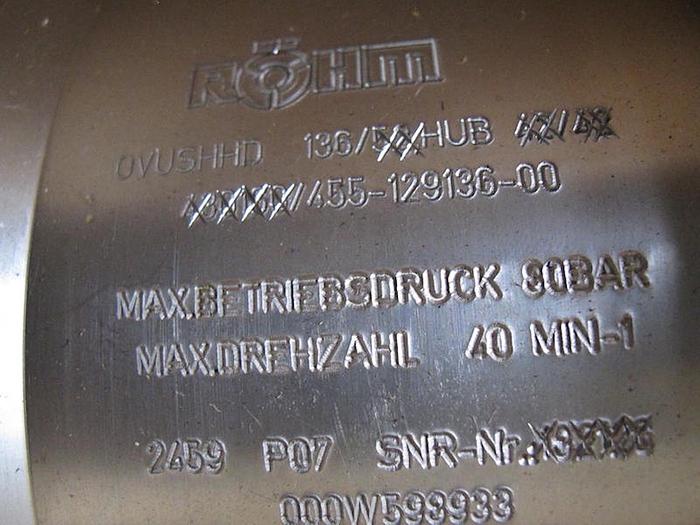 RÖHM
OVUSHHD 136/ HUB
/455-129136-00
MAX.BETRIEBSDRUCK 80BAR
MAX.DREHZAHL 40 MIN-1
2459 P07 SNR-Nr.
000W593933